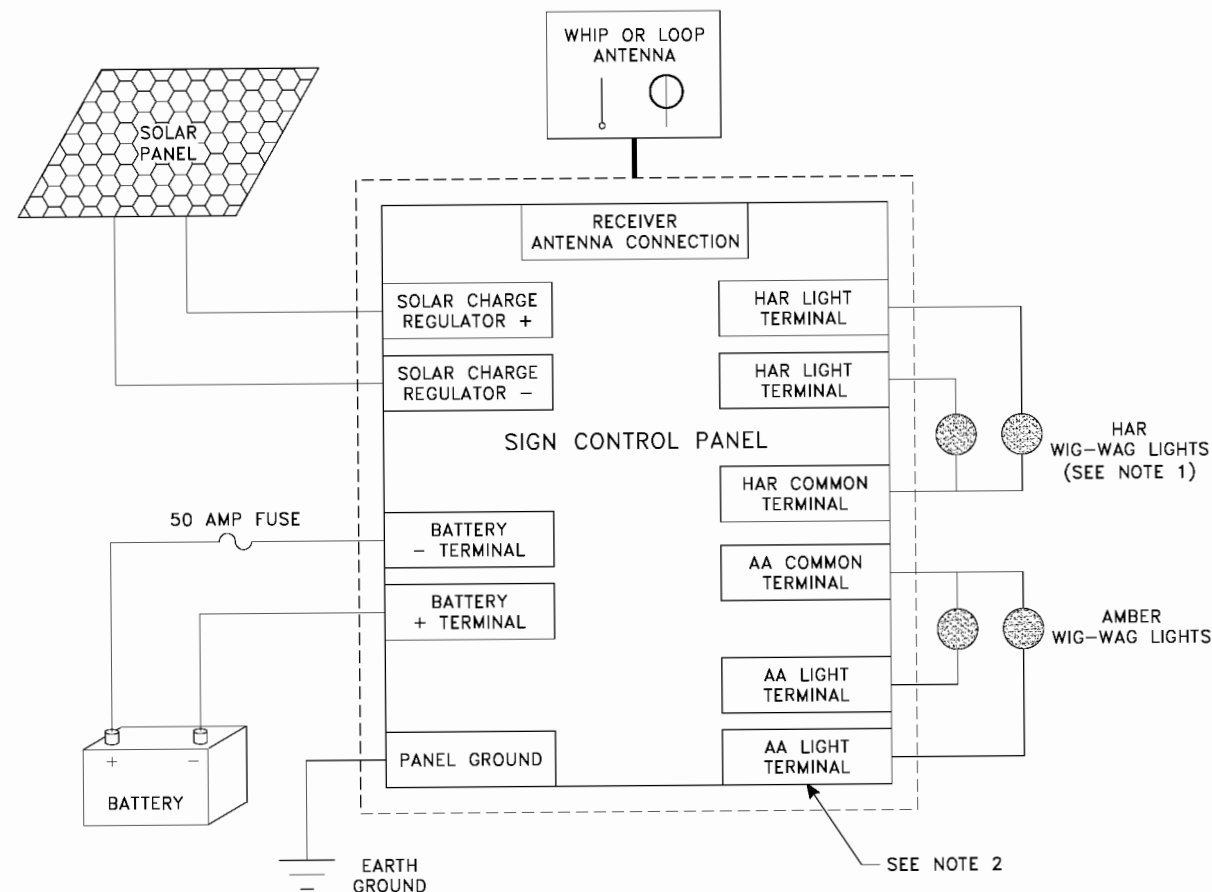 WHIP OR LOOP
ANTENNA
SOLAR
PANEL
RECEIVER
ANTENNA CONNECTION
SOLAR CHARGE
REGULATOR +
HAR LIGHT
TERMINAL
SOLAR CHARGE
REGULATOR -
HAR LIGHT
TERMINAL
SIGN CONTROL PANEL
HAR
WIG-WAG LIGHTS
(SEE NOTE 1)
HAR COMMON
TERMINAL
50 AMP FUSE
BATTERY
- TERMINAL
AA COMMON
TERMINAL
BATTERY
+ TERMINAL
AMBER
WIG-WAG LIGHTS
AA LIGHT
TERMINAL
+ -
BATTERY
PANEL GROUND
AA LIGHT
TERMINAL
EARTH
GROUND
SEE NOTE 2